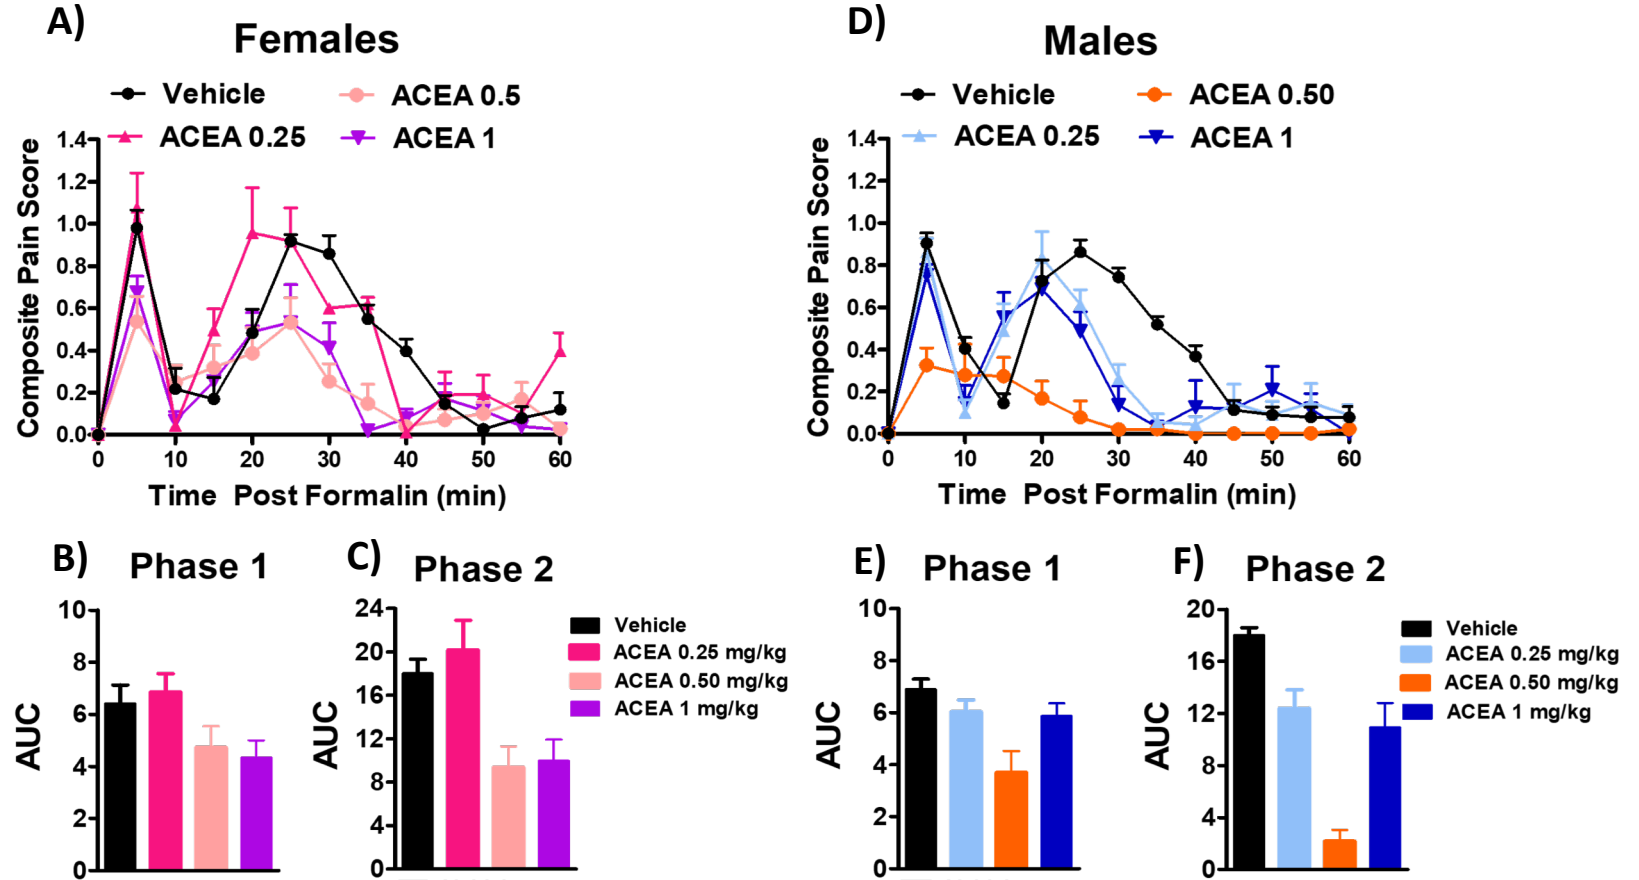 A)
Females
Vehicle
ACEA 0.5
ACEA 0.25
ACEA 1
Composite Pain Score
1.4
1.2
1.0
0.8
0.6
0.4
0.2
0.0
0 10 20 30 40 50 60
Time Post Formalin (min)
D)
Males
Vehicle
ACEA 0.50
ACEA 0.25
ACEA 1
Composite Pain Score
1.4
1.2
1.0
0.8
0.6
0.4
0.2
0.0
0 10 20 30 40 50 60
Time Post Formalin (min)
B)
Phase 1
AUC
10
8
6
4
2
0
C)
Phase 2
AUC
24
20
16
12
8
4
0
Vehicle
ACEA 0.25 mg/kg
ACEA 0.50 mg/kg
ACEA 1 mg/kg
E)
Phase 1
AUC
10
8
6
4
2
0
F)
Phase 2
AUC
20
16
12
8
4
0
Vehicle
ACEA 0.25 mg/kg
ACEA 0.50 mg/kg
ACEA 1 mg/kg